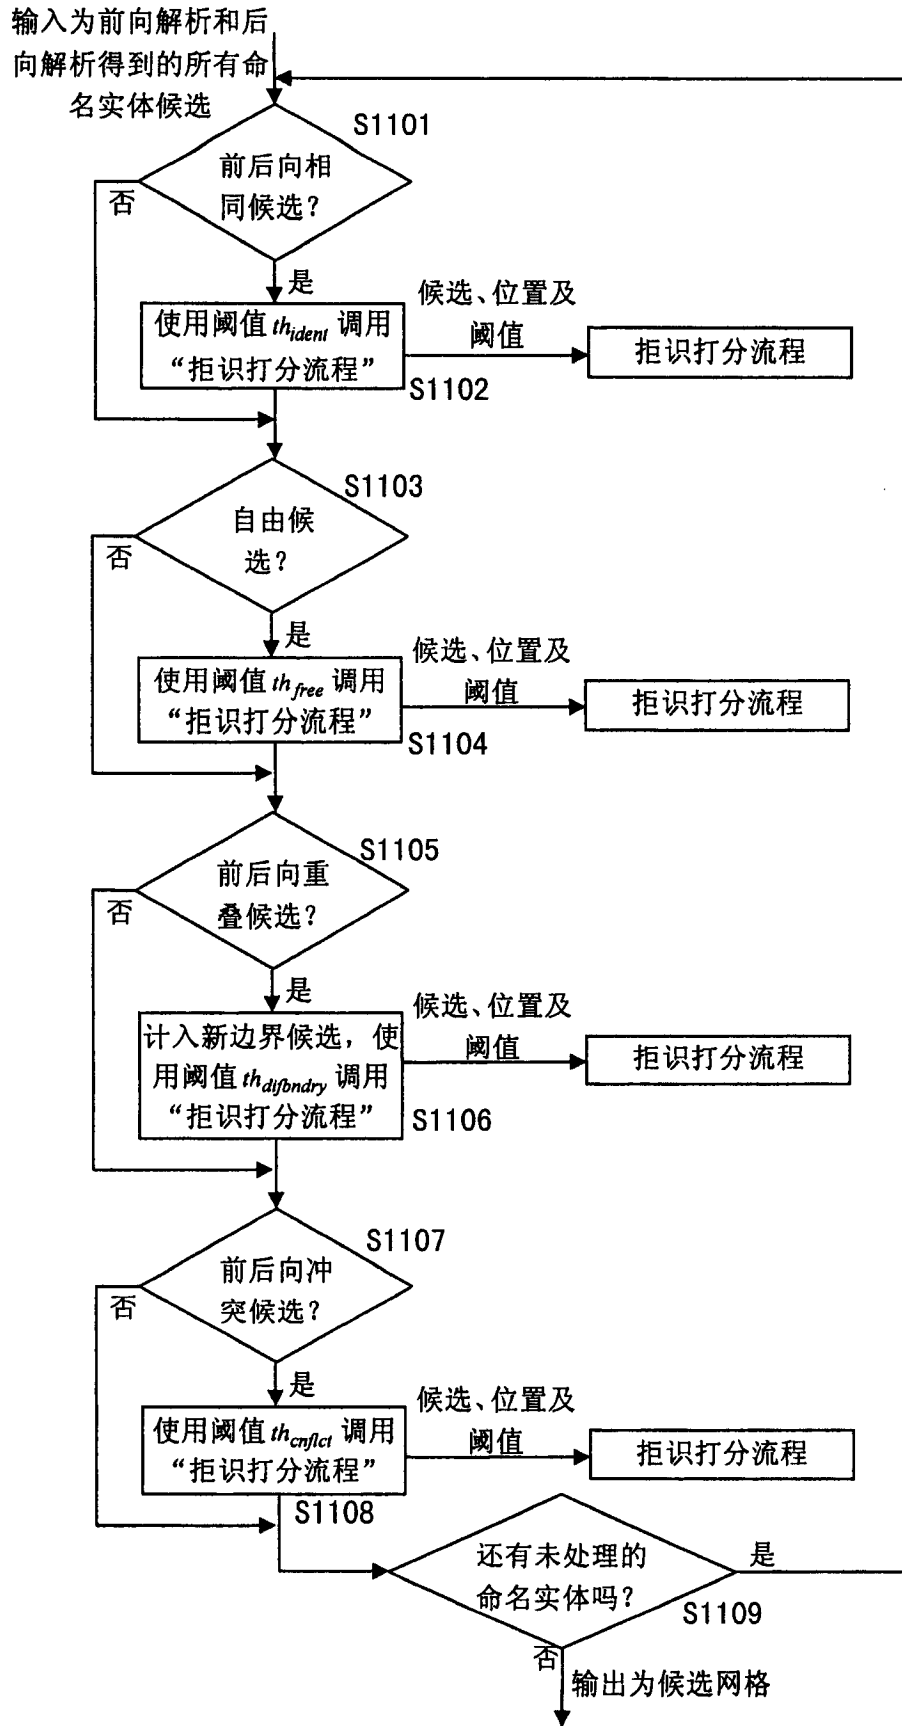 输入为前向解析和后
向解析得到的所有命
名实体候选
S1101
前后向相
同候选？
否
是
使用阈值 th_ident 调用
“拒识打分流程”
S1102
候选、位置及
阈值
拒识打分流程
S1103
自由候
选？
否
是
使用阈值 th_free 调用
“拒识打分流程”
S1104
候选、位置及
阈值
拒识打分流程
S1105
前后向重
叠候选？
否
是
计入新边界候选，使
用阈值 th_difbndry 调用
“拒识打分流程”
S1106
候选、位置及
阈值
拒识打分流程
S1107
前后向冲
突候选？
否
是
使用阈值 th_cnflct 调用
“拒识打分流程”
S1108
候选、位置及
阈值
拒识打分流程
还有未处理的
命名实体吗？
是
S1109
否
输出为候选网格